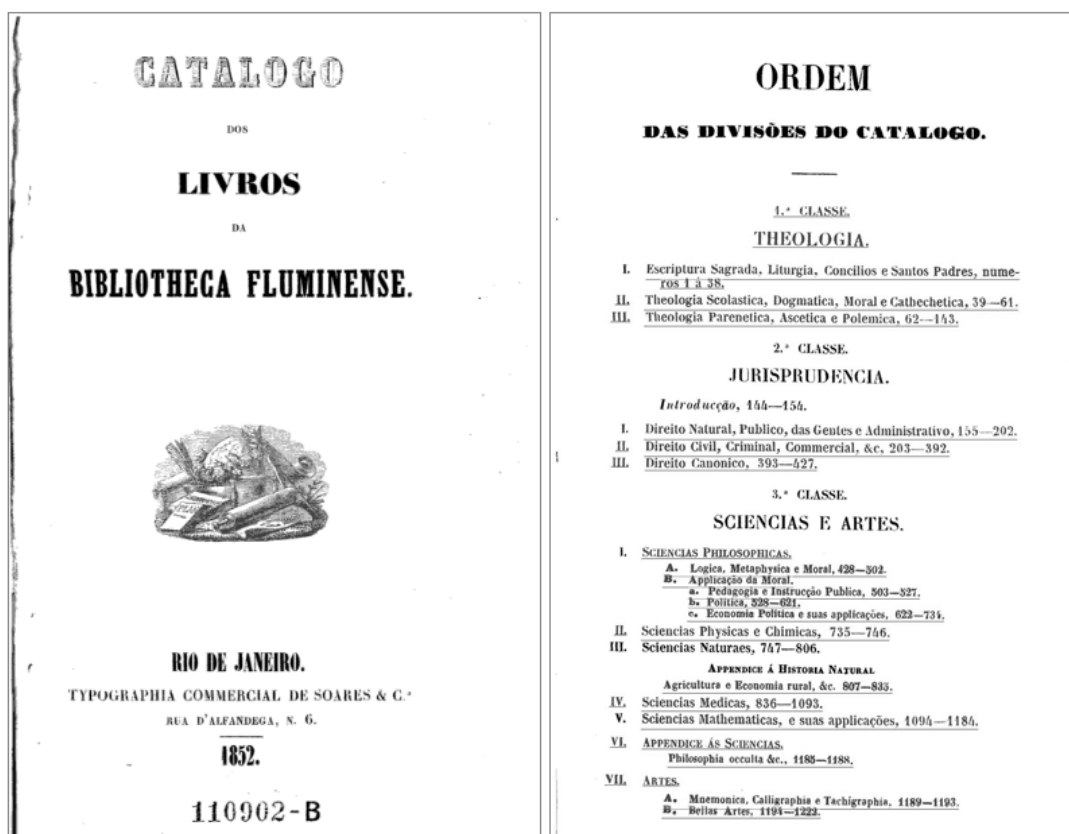 CATALOGO
DOS
LIVROS
DA
BIBLIOTHECA FLUMINENSE.
RIO DE JANEIRO.
TYPOGRAPHIA COMMERCIAL DE SOARES & C.ª
RUA D'ALFANDEGA, N. 6.
1852.
110902-B
ORDEM
DAS DIVISÕES DO CATALOGO.
1.ª CLASSE.
THEOLOGIA.
I. Escriptura Sagrada, Liturgia, Concilios e Santos Padres, nume-
ros 1 á 38.
II. Theologia Scolastica, Dogmatica, Moral e Cathechetica, 39—61.
III. Theologia Parenetica, Ascetica e Polemica, 62—143.
2.ª CLASSE.
JURISPRUDENCIA.
Introducção, 144—154.
I. Direito Natural, Publico, das Gentes e Administrativo, 155—202.
II. Direito Civil, Criminal, Commercial, &c, 203—392.
III. Direito Canonico, 393—427.
3.ª CLASSE.
SCIENCIAS E ARTES.
I. SCIENCIAS PHILOSOPHICAS.
A. Logica, Metaphysica e Moral, 428—502.
B. Applicação da Moral.
a. Pedagogia e Instrucção Publica, 503—527.
b. Politica, 528—621.
c. Economia Politica e suas applicações, 622—734.
II. Sciencias Physicas e Chimicas, 735—746.
III. Sciencias Naturaes, 747—806.
APPENDICE Á HISTORIA NATURAL
Agricultura e Economia rural, &c. 807—835.
IV. Sciencias Medicas, 836—1093.
V. Sciencias Mathematicas, e suas applicações, 1094—1184.
VI. APPENDICE ÁS SCIENCIAS.
Philosophia occulta &c., 1185—1188.
VII. ARTES.
A. Mnemonica, Calligraphia e Tachigraphia, 1189—1193.
B. Bellas Artes, 1194—1222.